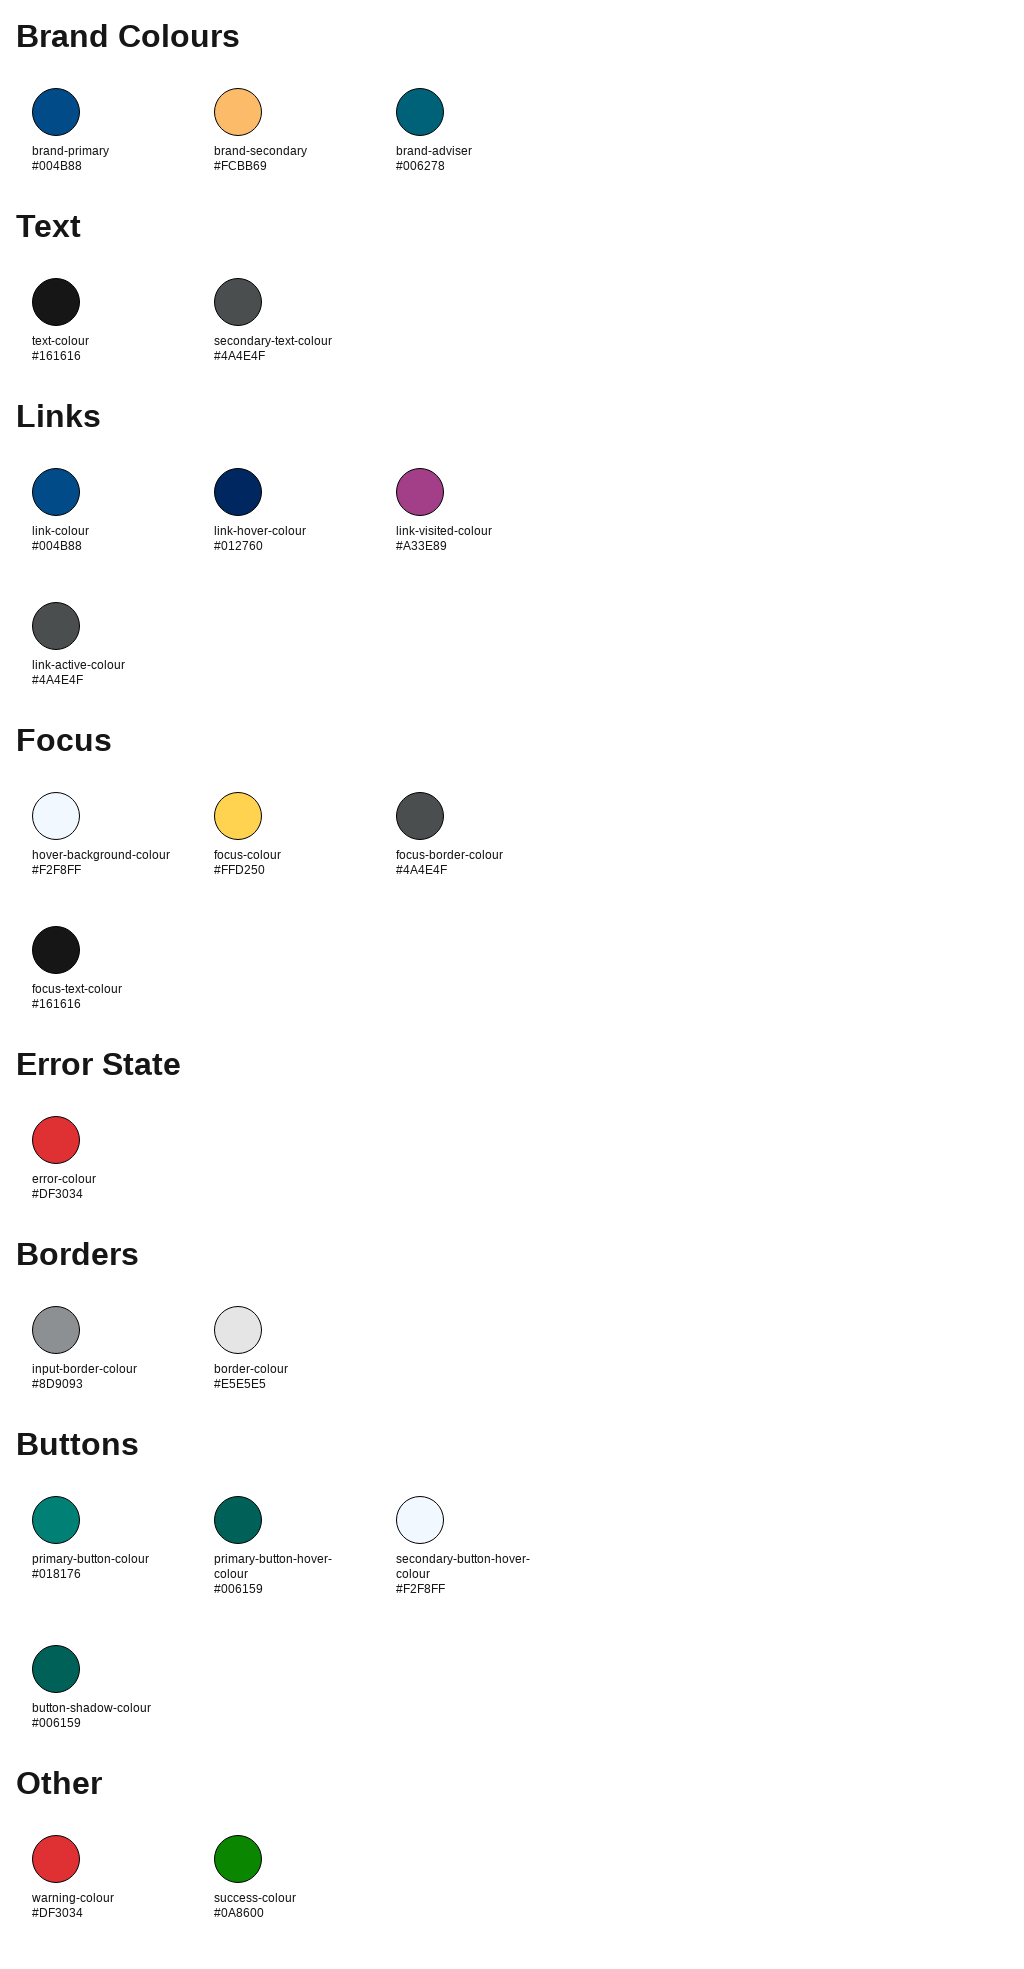 Brand Colours
brand-primary
#004B88
brand-secondary
#FCBB69
brand-adviser
#006278
Text
text-colour
#161616
secondary-text-colour
#4A4E4F
Links
link-colour
#004B88
link-hover-colour
#012760
link-visited-colour
#A33E89
link-active-colour
#4A4E4F
Focus
hover-background-colour
#F2F8FF
focus-colour
#FFD250
focus-border-colour
#4A4E4F
focus-text-colour
#161616
Error State
error-colour
#DF3034
Borders
input-border-colour
#8D9093
border-colour
#E5E5E5
Buttons
primary-button-colour
#018176
primary-button-hover-
colour
#006159
secondary-button-hover-
colour
#F2F8FF
button-shadow-colour
#006159
Other
warning-colour
#DF3034
success-colour
#0A8600